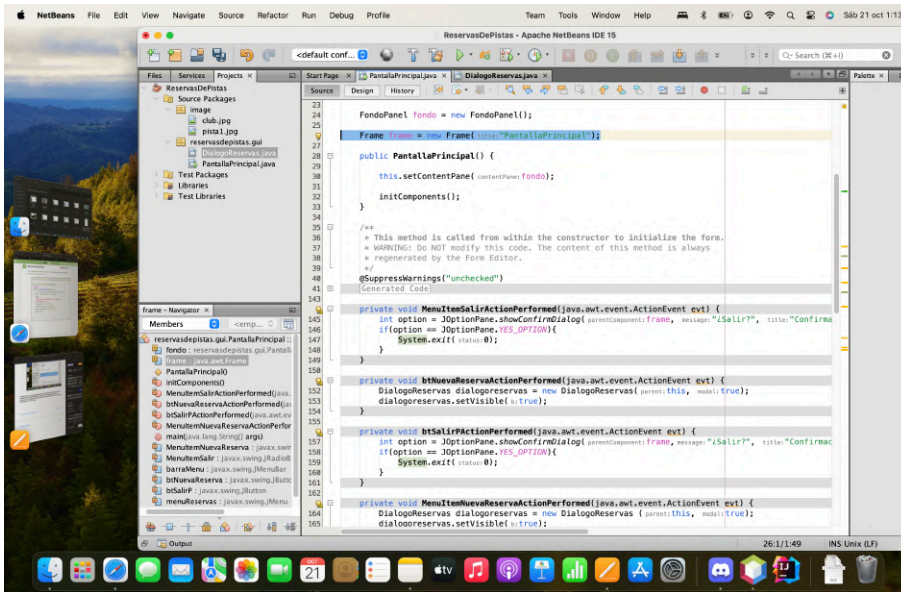 NetBeans File Edit View Navigate Source Refactor Run Debug Profile Team Tools Window Help Sáb 21 oct 1:13
ReservasDePistas - Apache NetBeans IDE 15
<default conf...
Search (⌘+I)
Files Services Projects ×
Start Page × PantallaPrincipal.java × DialogoReservas.java ×
Palette ×
Source Design History
ReservasDePistas
Source Packages
image
club.jpg
pista1.jpg
reservasdepistas.gui
DialogoReservas.java
PantallaPrincipal.java
Test Packages
Libraries
Test Libraries
23
24 FondoPanel fondo = new FondoPanel();
25
Frame frame = new Frame( title: "PantallaPrincipal");
27
28 public PantallaPrincipal() {
29
30 this.setContentPane( contentPane: fondo);
31
32 initComponents();
33 }
34
35 /**
36 * This method is called from within the constructor to initialize the form.
37 * WARNING: Do NOT modify this code. The content of this method is always
38 * regenerated by the Form Editor.
39 */
40 @SuppressWarnings("unchecked")
41 Generated Code
143
private void MenuItemSalirActionPerformed(java.awt.event.ActionEvent evt) {
145 int option = JOptionPane.showConfirmDialog( parentComponent: frame, message: "¿Salir?", title: "Confirma
146 if(option == JOptionPane.YES_OPTION){
147 System.exit( status: 0);
148 }
149 }
150
private void btNuevaReservaActionPerformed(java.awt.event.ActionEvent evt) {
152 DialogoReservas dialogoreservas = new DialogoReservas( parent: this, modal: true);
153 dialogoreservas.setVisible( b: true);
154 }
155
private void btSalirPActionPerformed(java.awt.event.ActionEvent evt) {
157 int option = JOptionPane.showConfirmDialog( parentComponent: frame, message: "¿Salir?", title: "Confirmac
158 if(option == JOptionPane.YES_OPTION){
159 System.exit( status: 0);
160 }
161 }
162
private void MenuItemNuevaReservaActionPerformed(java.awt.event.ActionEvent evt) {
164 DialogoReservas dialogoreservas = new DialogoReservas ( parent: this, modal: true);
165 dialogoreservas.setVisible( b: true);
frame - Navigator ×
Members <emp...
reservasdepistas.gui.PantallaPrincipal ::
fondo : reservasdepistas.gui.Pantall
frame : java.awt.Frame
PantallaPrincipal()
initComponents()
MenuItemSalirActionPerformed(java.
btNuevaReservaActionPerformed(jav
btSalirPActionPerformed(java.awt.ev
MenuItemNuevaReservaActionPerfor
main(java.lang.String[] args)
MenuItemNuevaReserva : javax.swin
MenuItemSalir : javax.swing.JRadioB
barraMenu : javax.swing.JMenuBar
btNuevaReserva : javax.swing.JButtc
btSalirP : javax.swing.JButton
menuReservas : javax.swing.JMenu
Output
26:1/1:49 INS Unix (LF)
OCT
21
tv